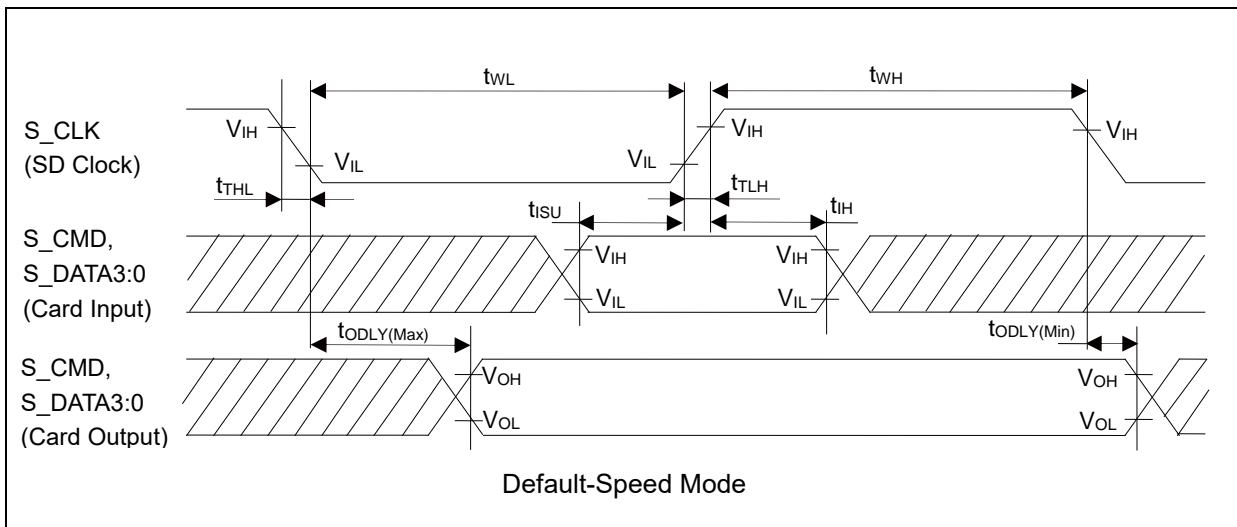 tWL
tWH
S_CLK
(SD Clock)
VIH
VIL
VIL
VIH
VIH
tTHL
tTLH
tISU
tIH
S_CMD,
S_DATA3:0
(Card Input)
VIH
VIL
VIH
VIL
tODLY(Max)
tODLY(Min)
S_CMD,
S_DATA3:0
(Card Output)
VOH
VOL
VOH
VOL
Default-Speed Mode